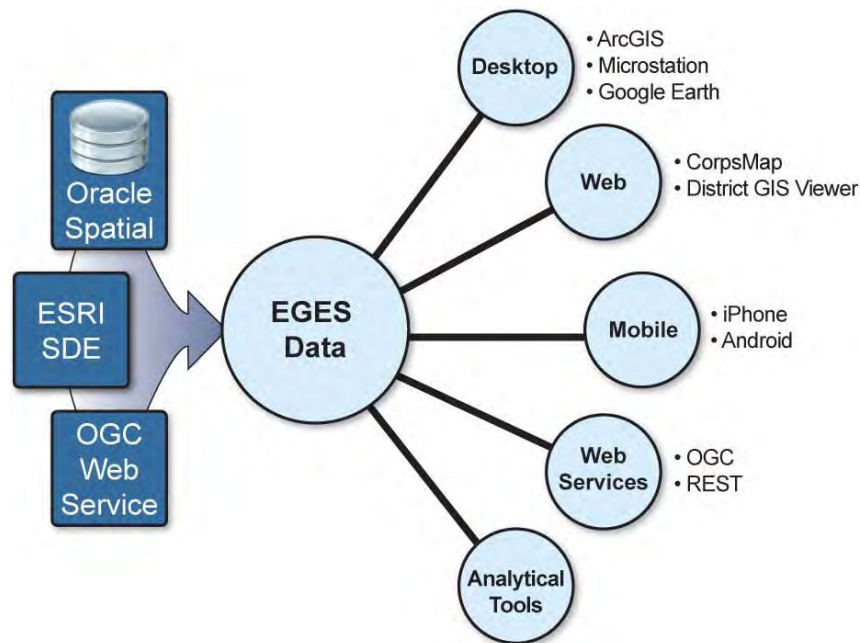 Oracle
Spatial
ESRI
SDE
OGC
Web
Service
EGES
Data
Desktop
• ArcGIS
• Microstation
• Google Earth
Web
• CorpsMap
• District GIS Viewer
Mobile
• iPhone
• Android
Web
Services
• OGC
• REST
Analytical
Tools